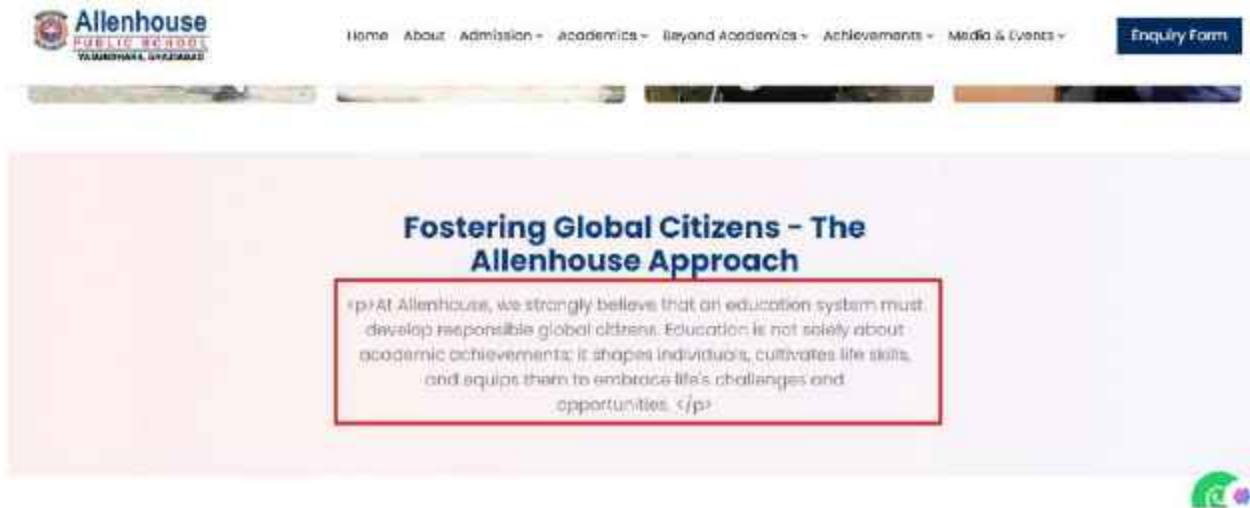 Allenhouse
PUBLIC SCHOOL
VASUNDHARA, GHAZIABAD
Home About Admission Academics Beyond Academics Achievements Media & Events Enquiry Form
Fostering Global Citizens - The
Allenhouse Approach
<p>At Allenhouse, we strongly believe that an education system must
develop responsible global citizens. Education is not solely about
academic achievements; it shapes individuals, cultivates life skills,
and equips them to embrace life's challenges and
opportunities. </p>